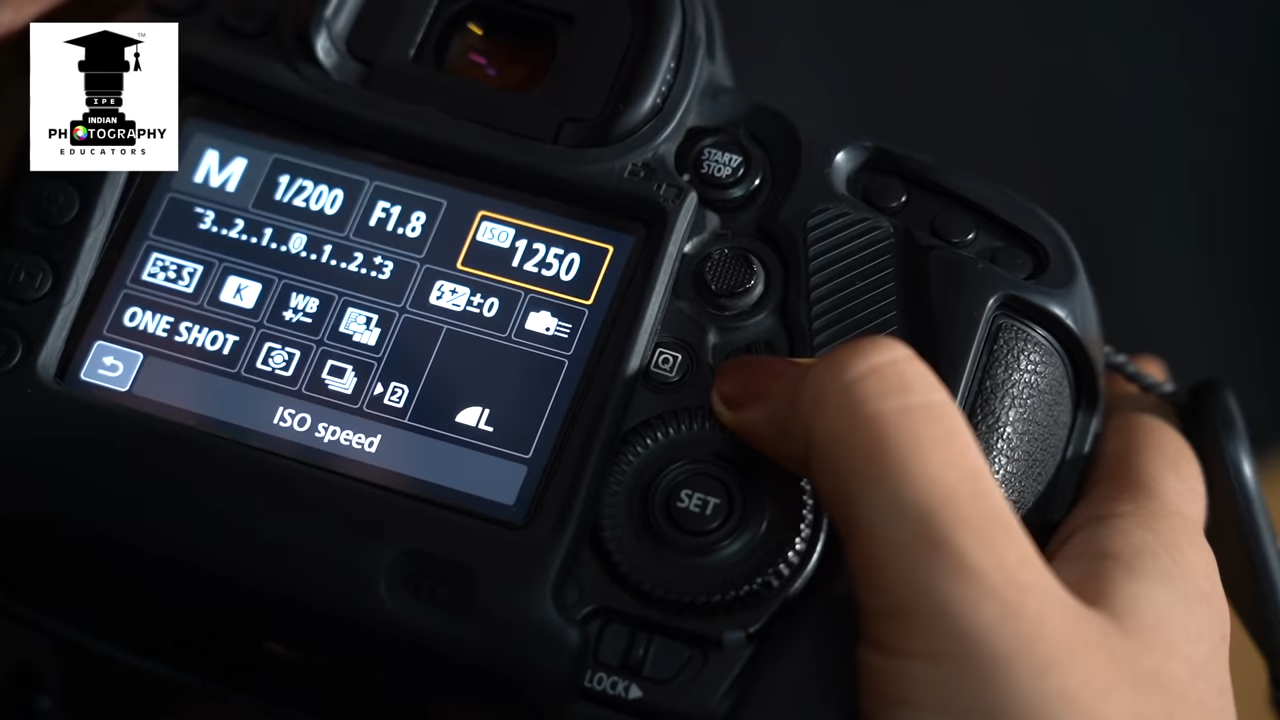 TM
IPE
INDIAN
PHOTOGRAPHY
EDUCATORS
START/
STOP
M 1/200 F1.8 ISO 1250
-3..2..1..0..1..2..+3
S K WB +/- ±0
ONE SHOT
2 L
ISO speed
Q
SET
LOCK▶